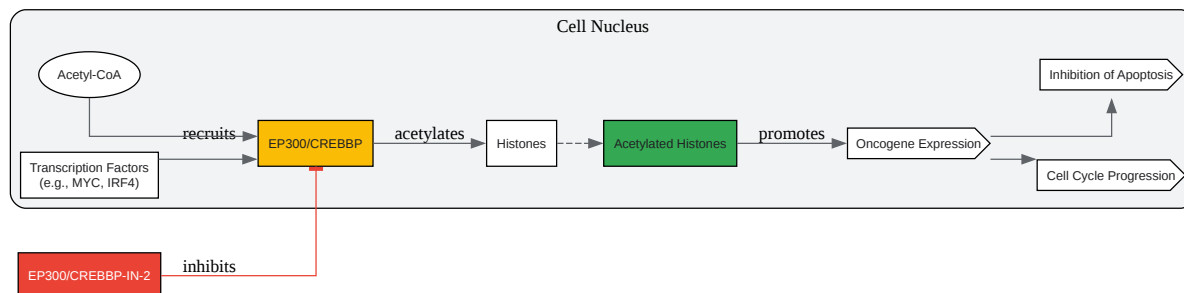 Cell Nucleus
Acetyl-CoA
Inhibition of Apoptosis
recruits
acetylates
promotes
EP300/CREBBP
Histones
Acetylated Histones
Oncogene Expression
Transcription Factors
(e.g., MYC, IRF4)
Cell Cycle Progression
inhibits
EP300/CREBBP-IN-2